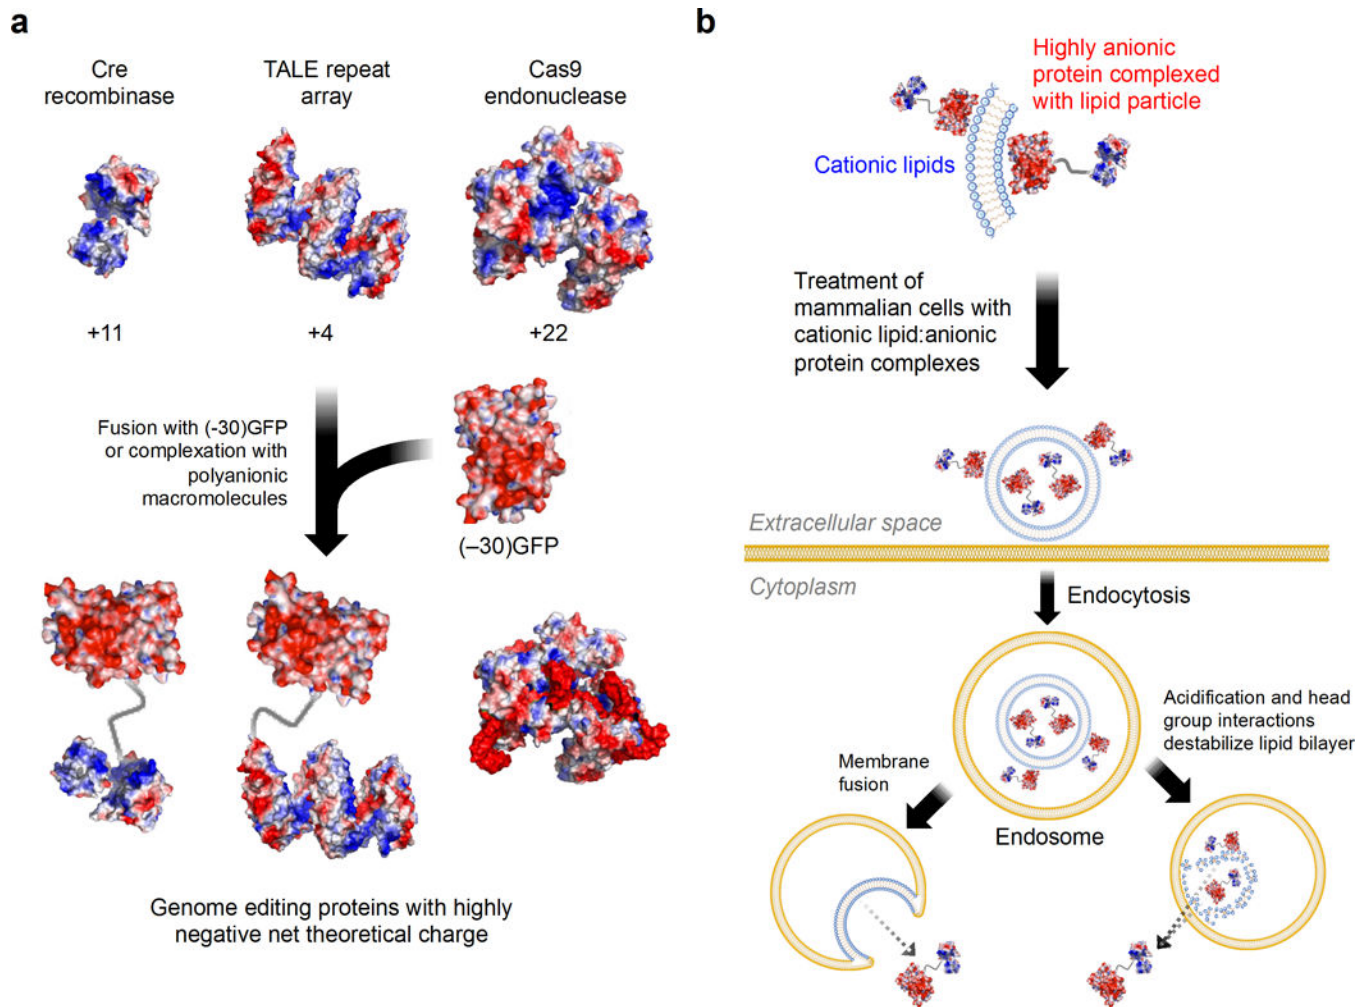 a
Cre
recombinase
TALE repeat
array
Cas9
endonuclease
+11
+4
+22
Fusion with (-30)GFP
or complexation with
polyanionic
macromolecules
(–30)GFP
Genome editing proteins with highly
negative net theoretical charge
b
Highly anionic
protein complexed
with lipid particle
Cationic lipids
Treatment of
mammalian cells with
cationic lipid:anionic
protein complexes
Extracellular space
Cytoplasm
Endocytosis
Acidification and head
group interactions
destabilize lipid bilayer
Membrane
fusion
Endosome